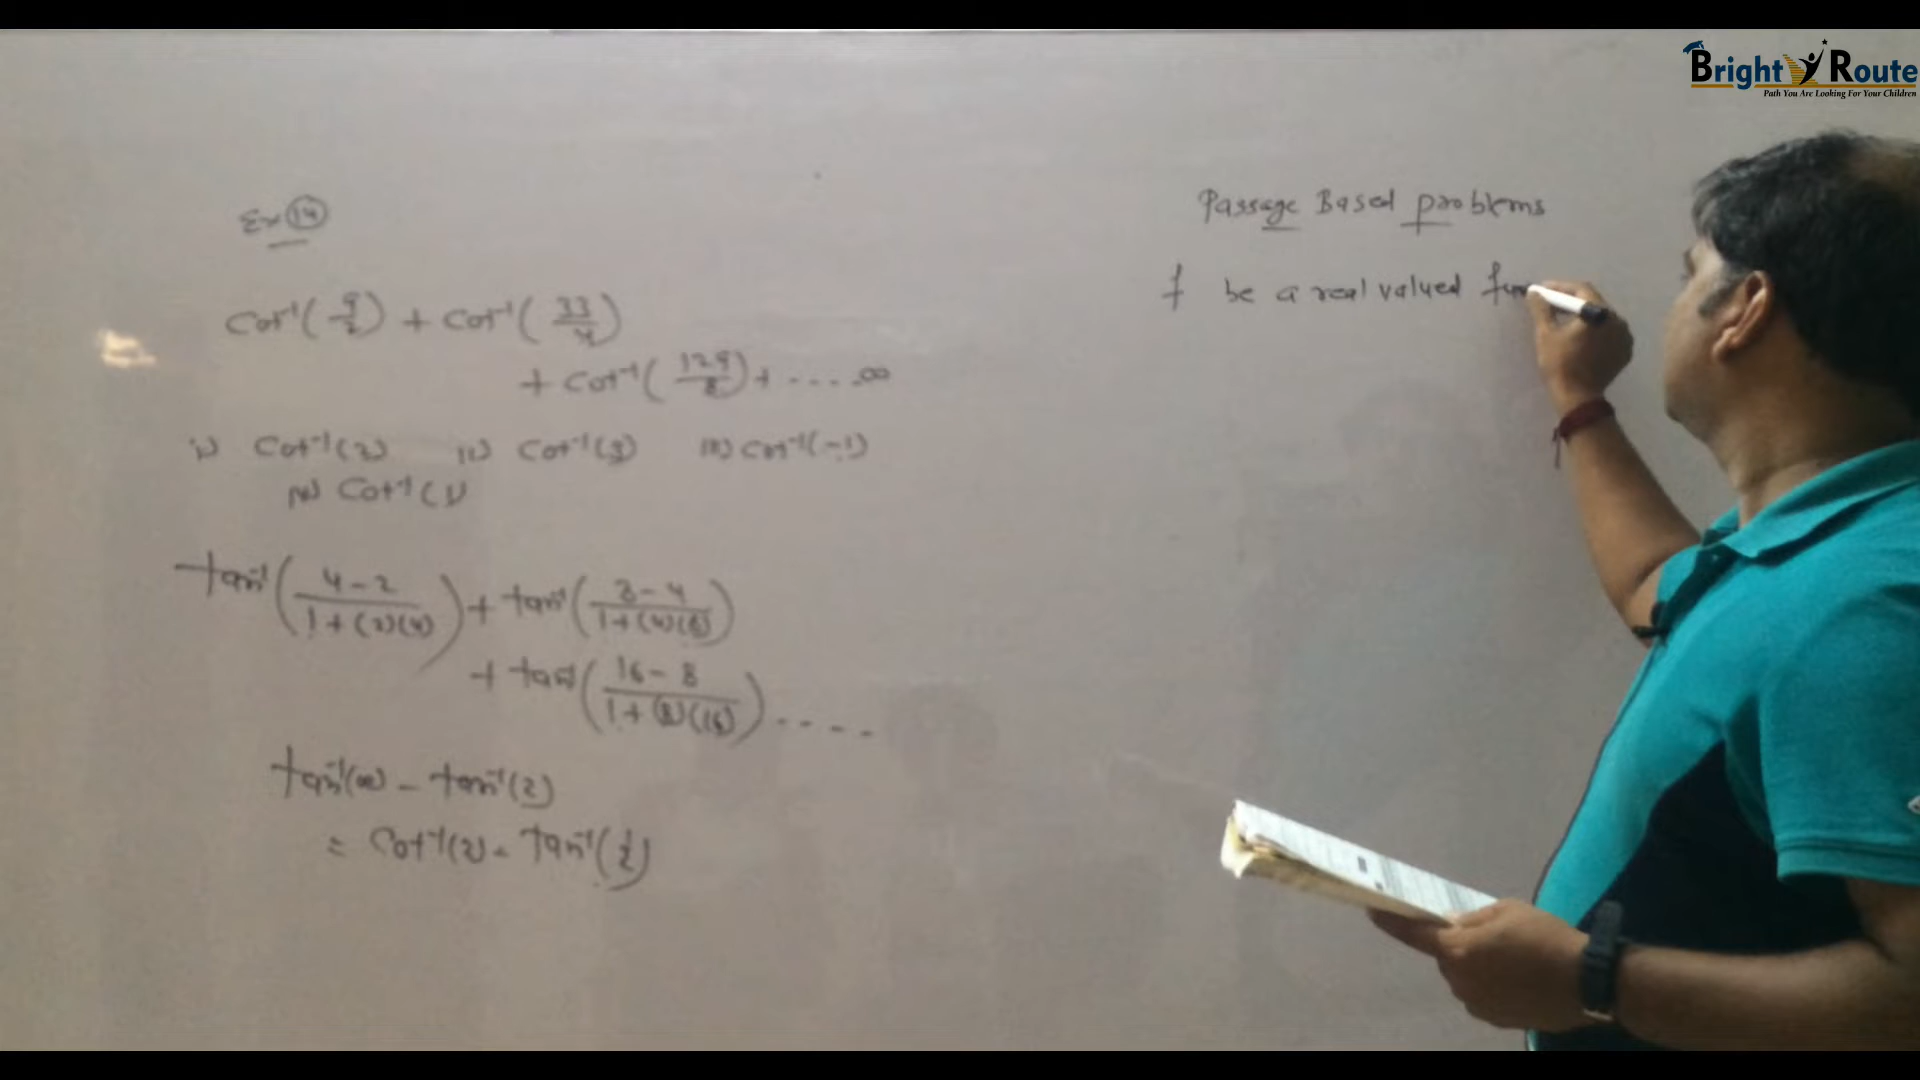 Bright Route
Path You Are Looking For Your Children
Ex 14
cot⁻¹(9/2) + cot⁻¹(33/4)
+ cot⁻¹(129/8) + ....∞
i) cot⁻¹(2) ii) cot⁻¹(3) iii) cot⁻¹(-1)
iv) cot⁻¹(1)
tan⁻¹((4-2)/(1+(2)(4))) + tan⁻¹((8-4)/(1+(4)(8)))
+ tan⁻¹((16-8)/(1+(8)(16))) ....
tan⁻¹(∞) - tan⁻¹(2)
= cot⁻¹(2) = tan⁻¹(1/2)
Passage Based problems
f be a real valued fun